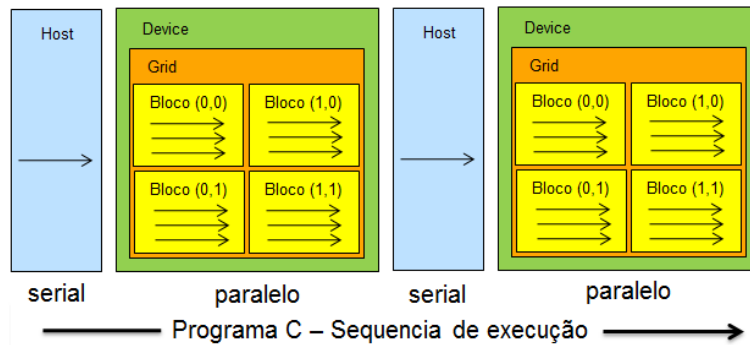 Host
Device
Grid
Bloco (0,0)
Bloco (1,0)
Bloco (0,1)
Bloco (1,1)
Host
Device
Grid
Bloco (0,0)
Bloco (1,0)
Bloco (0,1)
Bloco (1,1)
serial
paralelo
serial
paralelo
Programa C – Sequencia de execução